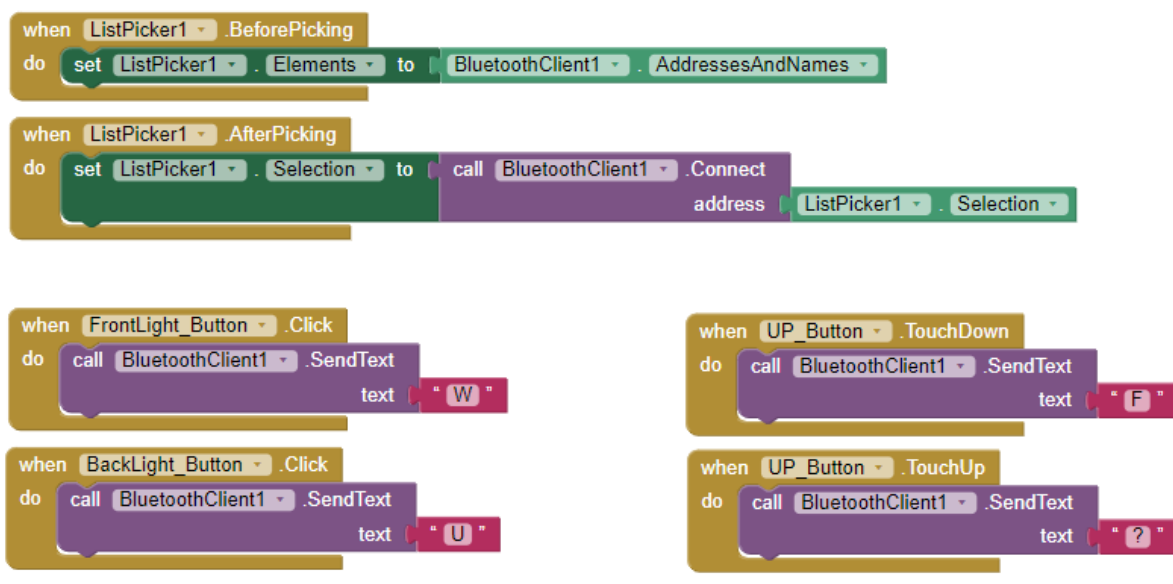 when ListPicker1 .BeforePicking
do set ListPicker1 . Elements to BluetoothClient1 . AddressesAndNames
when ListPicker1 .AfterPicking
do set ListPicker1 . Selection to call BluetoothClient1 .Connect
address ListPicker1 . Selection
when FrontLight_Button .Click
do call BluetoothClient1 .SendText
text " W "
when BackLight_Button .Click
do call BluetoothClient1 .SendText
text " U "
when UP_Button .TouchDown
do call BluetoothClient1 .SendText
text " F "
when UP_Button .TouchUp
do call BluetoothClient1 .SendText
text " ? "